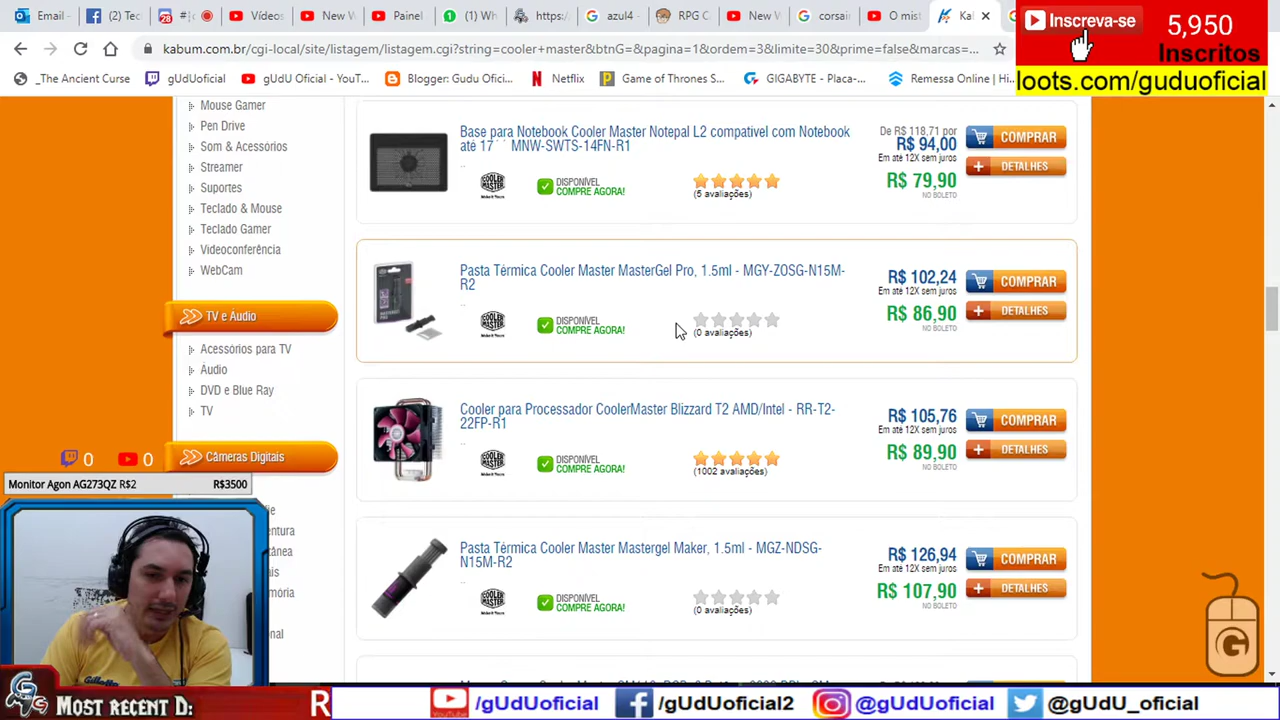 Email -
(2) Tec
28
#|
Vídeos
New V
Painel
(1) Wh
https:/
azul4 -
RPG C
New V
corsair
O mist
Kal
Inscreva-se
5,950
Inscritos
loots.com/guduoficial
kabum.com.br/cgi-local/site/listagem/listagem.cgi?string=cooler+master&btnG=&pagina=1&ordem=3&limite=30&prime=false&marcas=...
_The Ancient Curse
gUdUoficial
gUdU Oficial - YouT...
Blogger: Gudu Ofici...
Netflix
Game of Thrones S...
GIGABYTE - Placa-...
Remessa Online | Hi...
Mouse Gamer
Pen Drive
Som & Acessórios
Streamer
Suportes
Teclado & Mouse
Teclado Gamer
Videoconferência
WebCam
TV e Áudio
Acessórios para TV
Áudio
DVD e Blue Ray
TV
Câmeras Digitais
Base para Notebook Cooler Master Notepal L2 compativel com Notebook
até 17´´ MNW-SWTS-14FN-R1
..
DISPONÍVEL
COMPRE AGORA!
(5 avaliações)
De R$ 118,71 por
R$ 94,00
Em até 12X sem juros
R$ 79,90
NO BOLETO
COMPRAR
DETALHES
Pasta Térmica Cooler Master MasterGel Pro, 1.5ml - MGY-ZOSG-N15M-
R2
..
DISPONÍVEL
COMPRE AGORA!
(0 avaliações)
R$ 102,24
Em até 12X sem juros
R$ 86,90
NO BOLETO
COMPRAR
DETALHES
Cooler para Processador CoolerMaster Blizzard T2 AMD/Intel - RR-T2-
22FP-R1
..
DISPONÍVEL
COMPRE AGORA!
(1002 avaliações)
R$ 105,76
Em até 12X sem juros
R$ 89,90
NO BOLETO
COMPRAR
DETALHES
Pasta Térmica Cooler Master Mastergel Maker, 1.5ml - MGZ-NDSG-
N15M-R2
..
DISPONÍVEL
COMPRE AGORA!
(0 avaliações)
R$ 126,94
Em até 12X sem juros
R$ 107,90
NO BOLETO
COMPRAR
DETALHES
0
0
Monitor Agon AG273QZ R$2
R$3500
Most recent D:
R
/gUdUoficial
/gUdUoficial2
@gUdUoficial
@gUdU_oficial